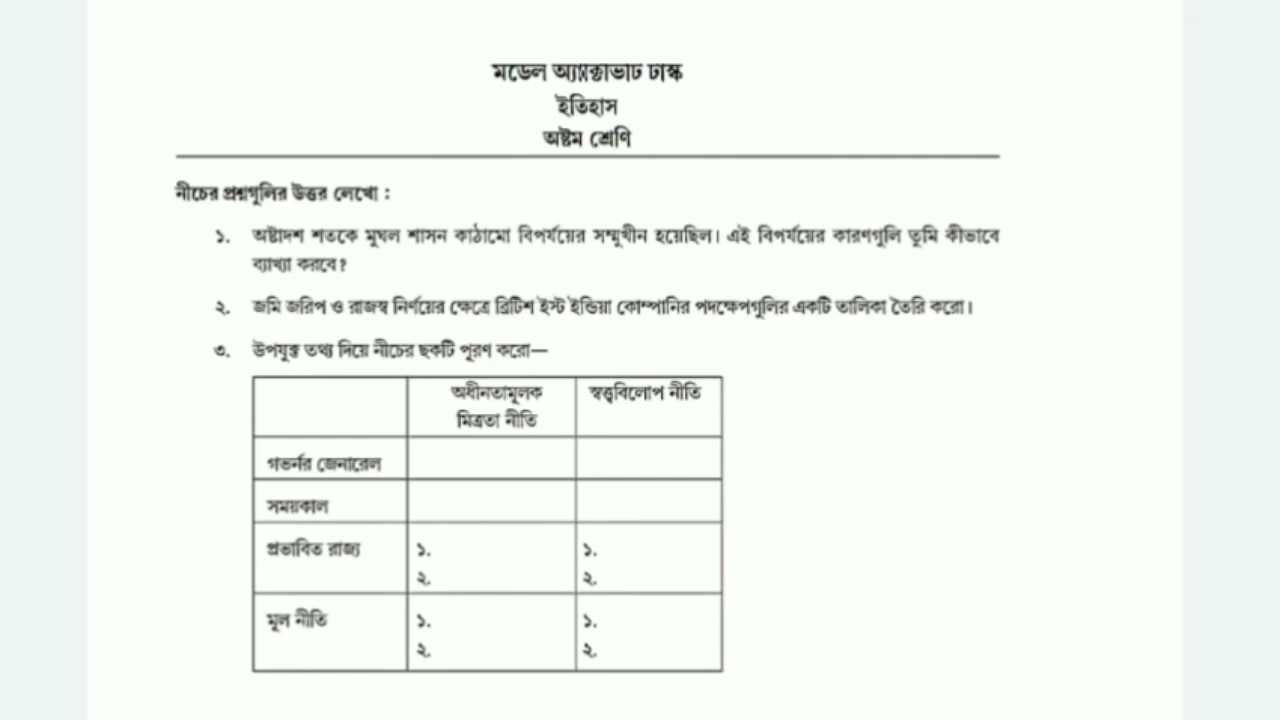 মডেল অ্যাক্টিভিটি টাস্ক
ইতিহাস
অষ্টম শ্রেণি
নীচের প্রশ্নগুলির উত্তর লেখো :
১. অষ্টাদশ শতকে মুঘল শাসন কাঠামো বিপর্যয়ের সম্মুখীন হয়েছিল। এই বিপর্যয়ের কারণগুলি তুমি কীভাবে
ব্যাখ্যা করবে?
২. জমি জরিপ ও রাজস্ব নির্ণয়ের ক্ষেত্রে ব্রিটিশ ইস্ট ইন্ডিয়া কোম্পানির পদক্ষেপগুলির একটি তালিকা তৈরি করো।
৩. উপযুক্ত তথ্য দিয়ে নীচের ছকটি পূরণ করো—
অধীনতামূলক
মিত্রতা নীতি
স্বত্ত্ববিলোপ নীতি
গভর্নর জেনারেল
সময়কাল
প্রভাবিত রাজ্য ১. ১.
২. ২.
মূল নীতি ১. ১.
২. ২.